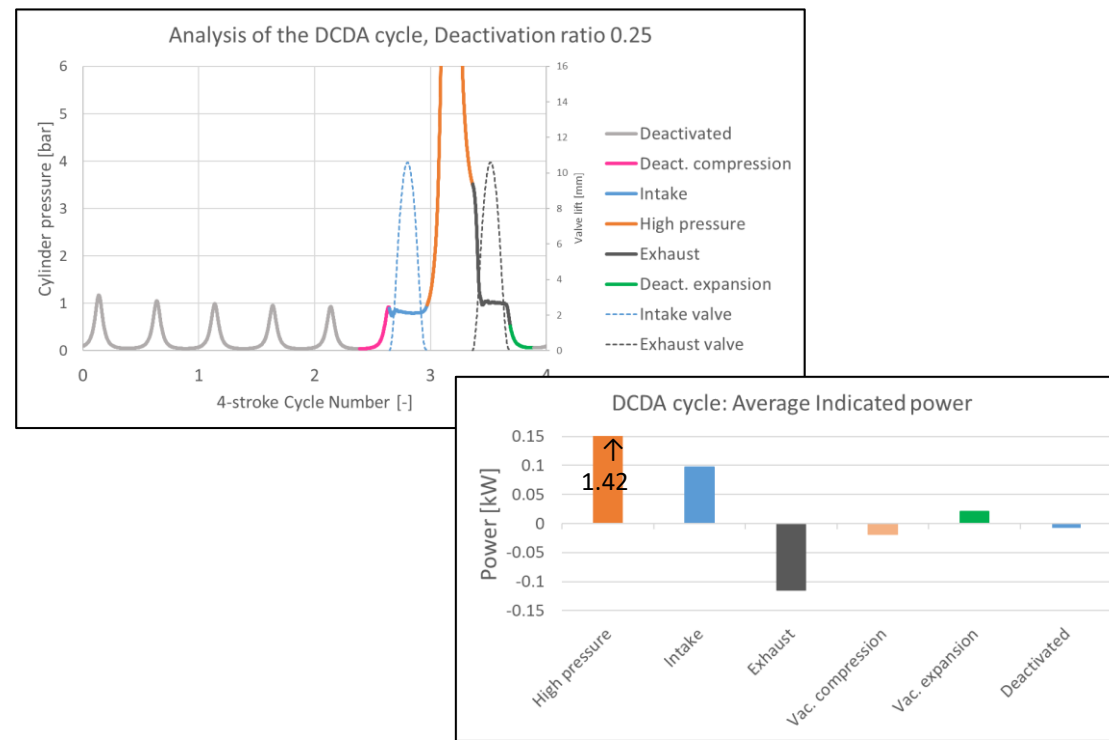 Analysis of the DCDA cycle, Deactivation ratio 0.25
Cylinder pressure [bar]
6
5
4
3
2
1
0
16
14
12
10
8
6
4
2
0
Valve lift [mm]
0 1 2 3 4
4-stroke Cycle Number [-]
Deactivated
Deact. compression
Intake
High pressure
Exhaust
Deact. expansion
Intake valve
Exhaust valve
DCDA cycle: Average Indicated power
Power [kW]
0.15
0.1
0.05
0
-0.05
-0.1
-0.15
↑
1.42
High pressure
Intake
Exhaust
Vac. compression
Vac. expansion
Deactivated